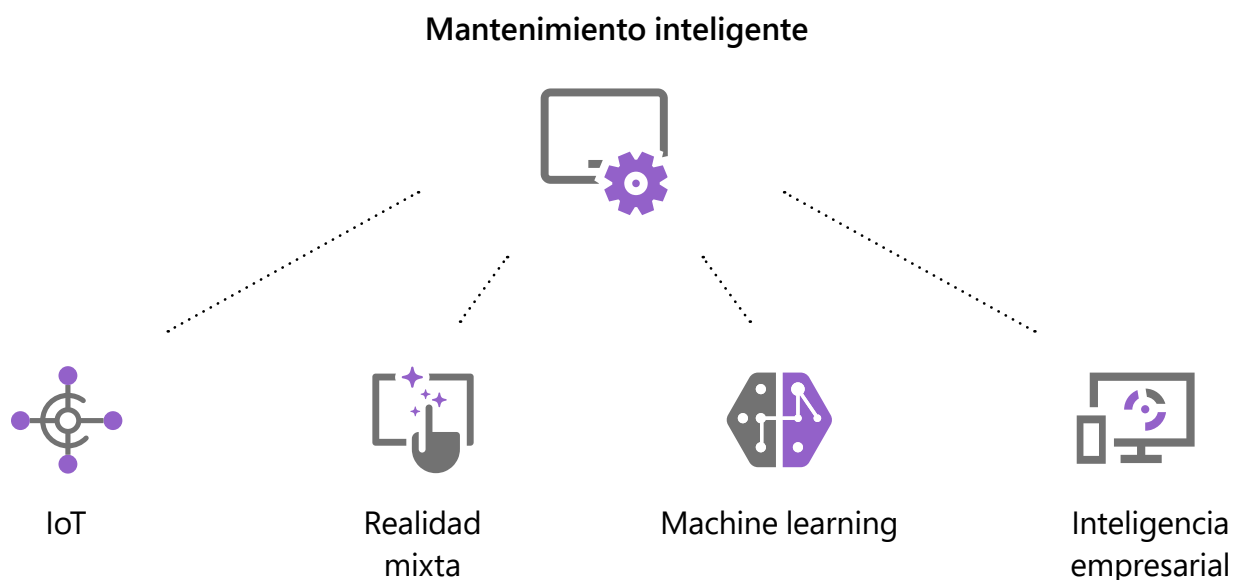 Mantenimiento inteligente
IoT
Realidad
mixta
Machine learning
Inteligencia
empresarial